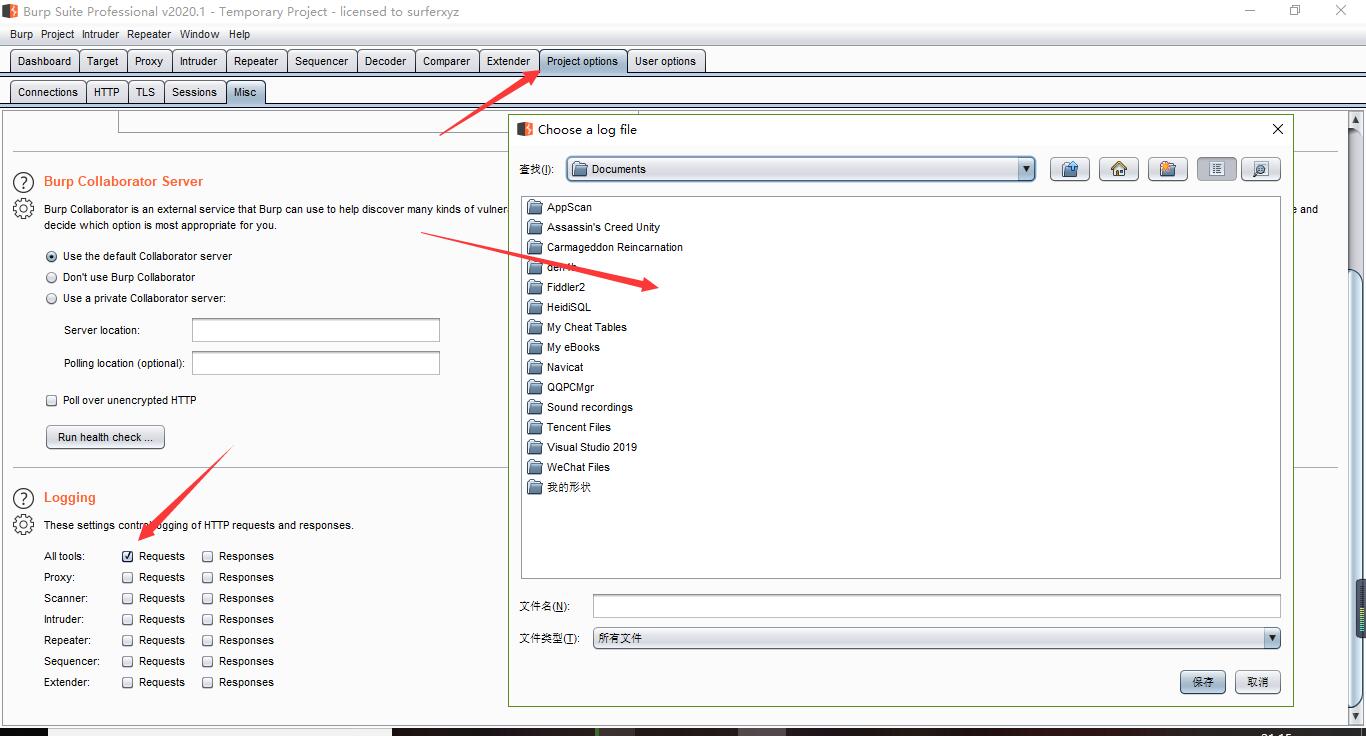 Burp Suite Professional v2020.1 - Temporary Project - licensed to surferxyz
Burp Project Intruder Repeater Window Help
Dashboard Target Proxy Intruder Repeater Sequencer Decoder Comparer Extender Project options User options
Connections HTTP TLS Sessions Misc
Burp Collaborator Server
Burp Collaborator is an external service that Burp can use to help discover many kinds of
decide which option is most appropriate for you.
and
Use the default Collaborator server
Don't use Burp Collaborator
Use a private Collaborator server:
Server location:
Polling location (optional):
Poll over unencrypted HTTP
Run health check ...
Logging
These settings control logging of HTTP requests and responses.
All tools: Requests Responses
Proxy: Requests Responses
Scanner: Requests Responses
Intruder: Requests Responses
Repeater: Requests Responses
Sequencer: Requests Responses
Extender: Requests Responses
Choose a log file
查找(I): Documents
AppScan
Assassin's Creed Unity
Carmageddon Reincarnation
Fiddler2
HeidiSQL
My Cheat Tables
My eBooks
Navicat
QQPCMgr
Sound recordings
Tencent Files
Visual Studio 2019
WeChat Files
我的形状
文件名(N):
文件类型(T): 所有文件
保存 取消